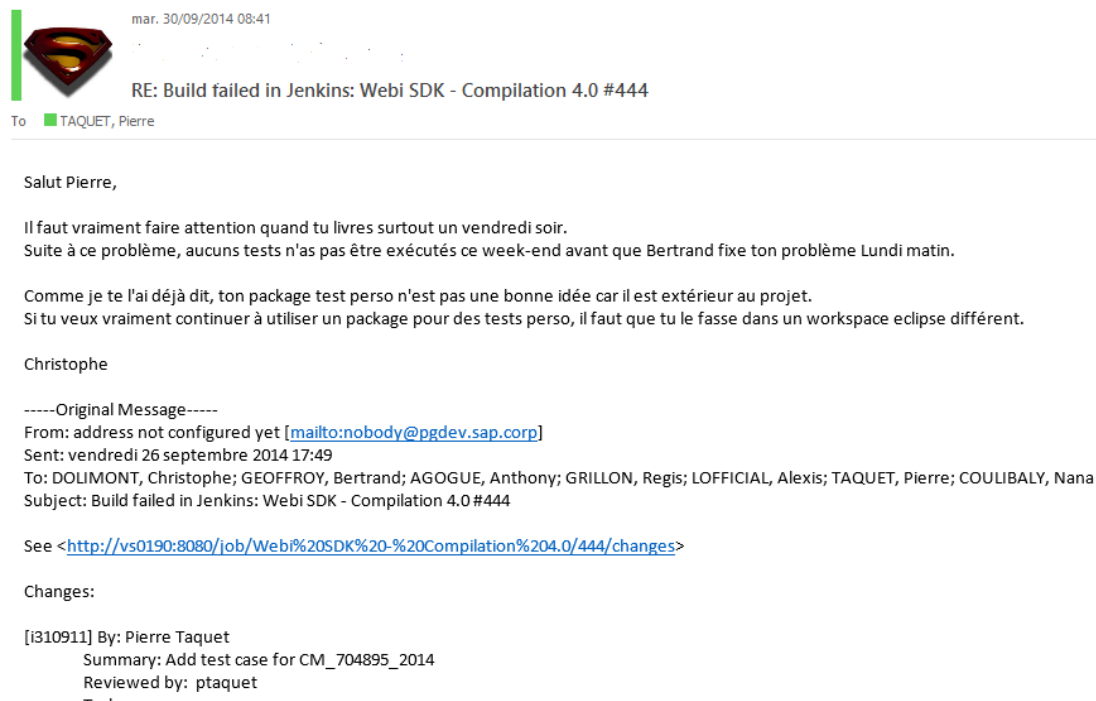 mar. 30/09/2014 08:41
RE: Build failed in Jenkins: Webi SDK - Compilation 4.0 #444
To TAQUET, Pierre
Salut Pierre,
Il faut vraiment faire attention quand tu livres surtout un vendredi soir.
Suite à ce problème, aucuns tests n'as pas être exécutés ce week-end avant que Bertrand fixe ton problème Lundi matin.
Comme je te l'ai déjà dit, ton package test perso n'est pas une bonne idée car il est extérieur au projet.
Si tu veux vraiment continuer à utiliser un package pour des tests perso, il faut que tu le fasse dans un workspace eclipse différent.
Christophe
-----Original Message-----
From: address not configured yet [mailto:nobody@pgdev.sap.corp]
Sent: vendredi 26 septembre 2014 17:49
To: DOLIMONT, Christophe; GEOFFROY, Bertrand; AGOGUE, Anthony; GRILLON, Regis; LOFFICIAL, Alexis; TAQUET, Pierre; COULIBALY, Nana
Subject: Build failed in Jenkins: Webi SDK - Compilation 4.0 #444
See <http://vs0190:8080/job/Webi%20SDK%20-%20Compilation%204.0/444/changes>
Changes:
[i310911] By: Pierre Taquet
Summary: Add test case for CM_704895_2014
Reviewed by: ptaquet